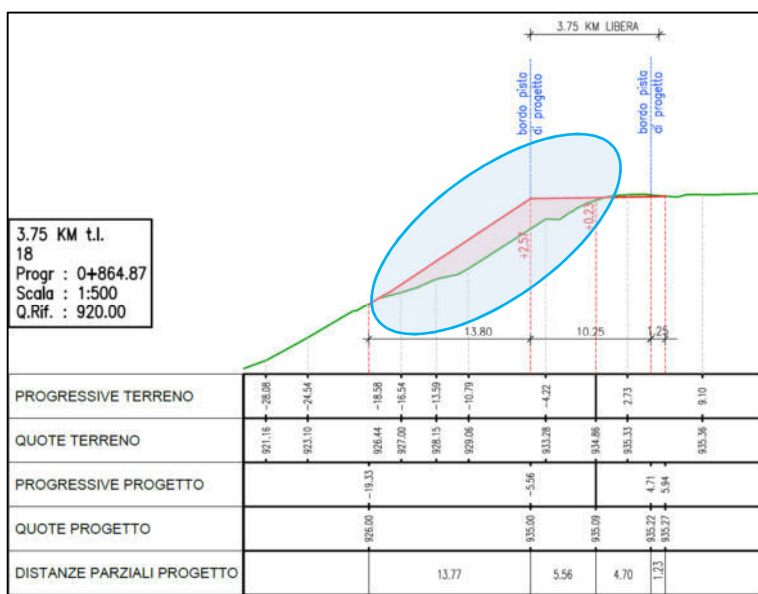 3.75 KM LIBERA
bordo pista
di progetto
bordo pista
di progetto
+2.57
+0.23
3.75 KM t.l.
18
Progr : 0+864.87
Scala : 1:500
Q.Rif. : 920.00
13.80 10.25 1.25
PROGRESSIVE TERRENO -28.08 -24.54 -18.58 -16.54 -13.59 -10.79 -4.22 2.73 9.10
QUOTE TERRENO 921.16 923.10 926.44 927.00 928.15 929.06 933.28 934.86 935.33 935.36
PROGRESSIVE PROGETTO -19.33 -5.56 4.71 5.94
QUOTE PROGETTO 926.00 935.00 935.09 935.22 935.27
DISTANZE PARZIALI PROGETTO 13.77 5.56 4.70 1.23